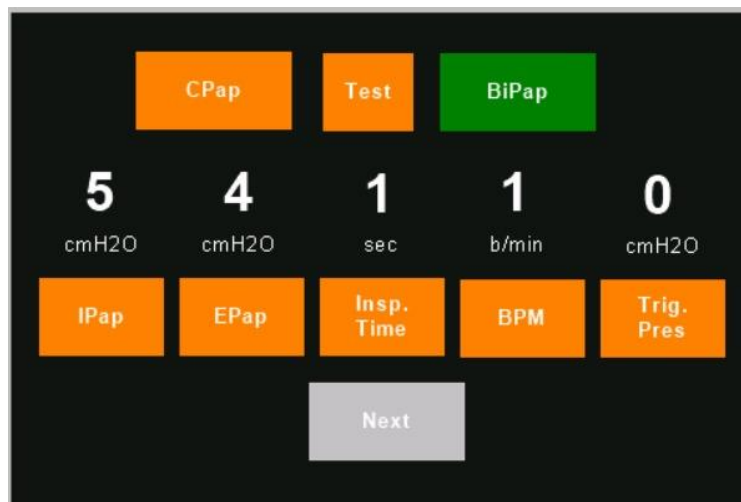 CPap Test BiPap
5 4 1 1 0
cmH2O cmH2O sec b/min cmH2O
IPap EPap Insp. Time BPM Trig. Pres
Next